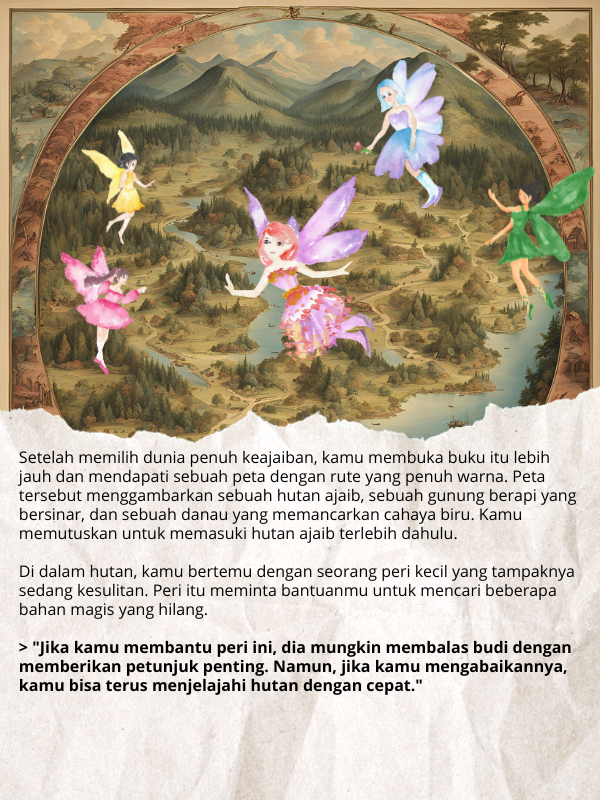 Setelah memilih dunia penuh keajaiban, kamu membuka buku itu lebih
jauh dan mendapati sebuah peta dengan rute yang penuh warna. Peta
tersebut menggambarkan sebuah hutan ajaib, sebuah gunung berapi yang
bersinar, dan sebuah danau yang memancarkan cahaya biru. Kamu
memutuskan untuk memasuki hutan ajaib terlebih dahulu.
Di dalam hutan, kamu bertemu dengan seorang peri kecil yang tampaknya
sedang kesulitan. Peri itu meminta bantuanmu untuk mencari beberapa
bahan magis yang hilang.
> "Jika kamu membantu peri ini, dia mungkin membalas budi dengan
memberikan petunjuk penting. Namun, jika kamu mengabaikannya,
kamu bisa terus menjelajahi hutan dengan cepat."